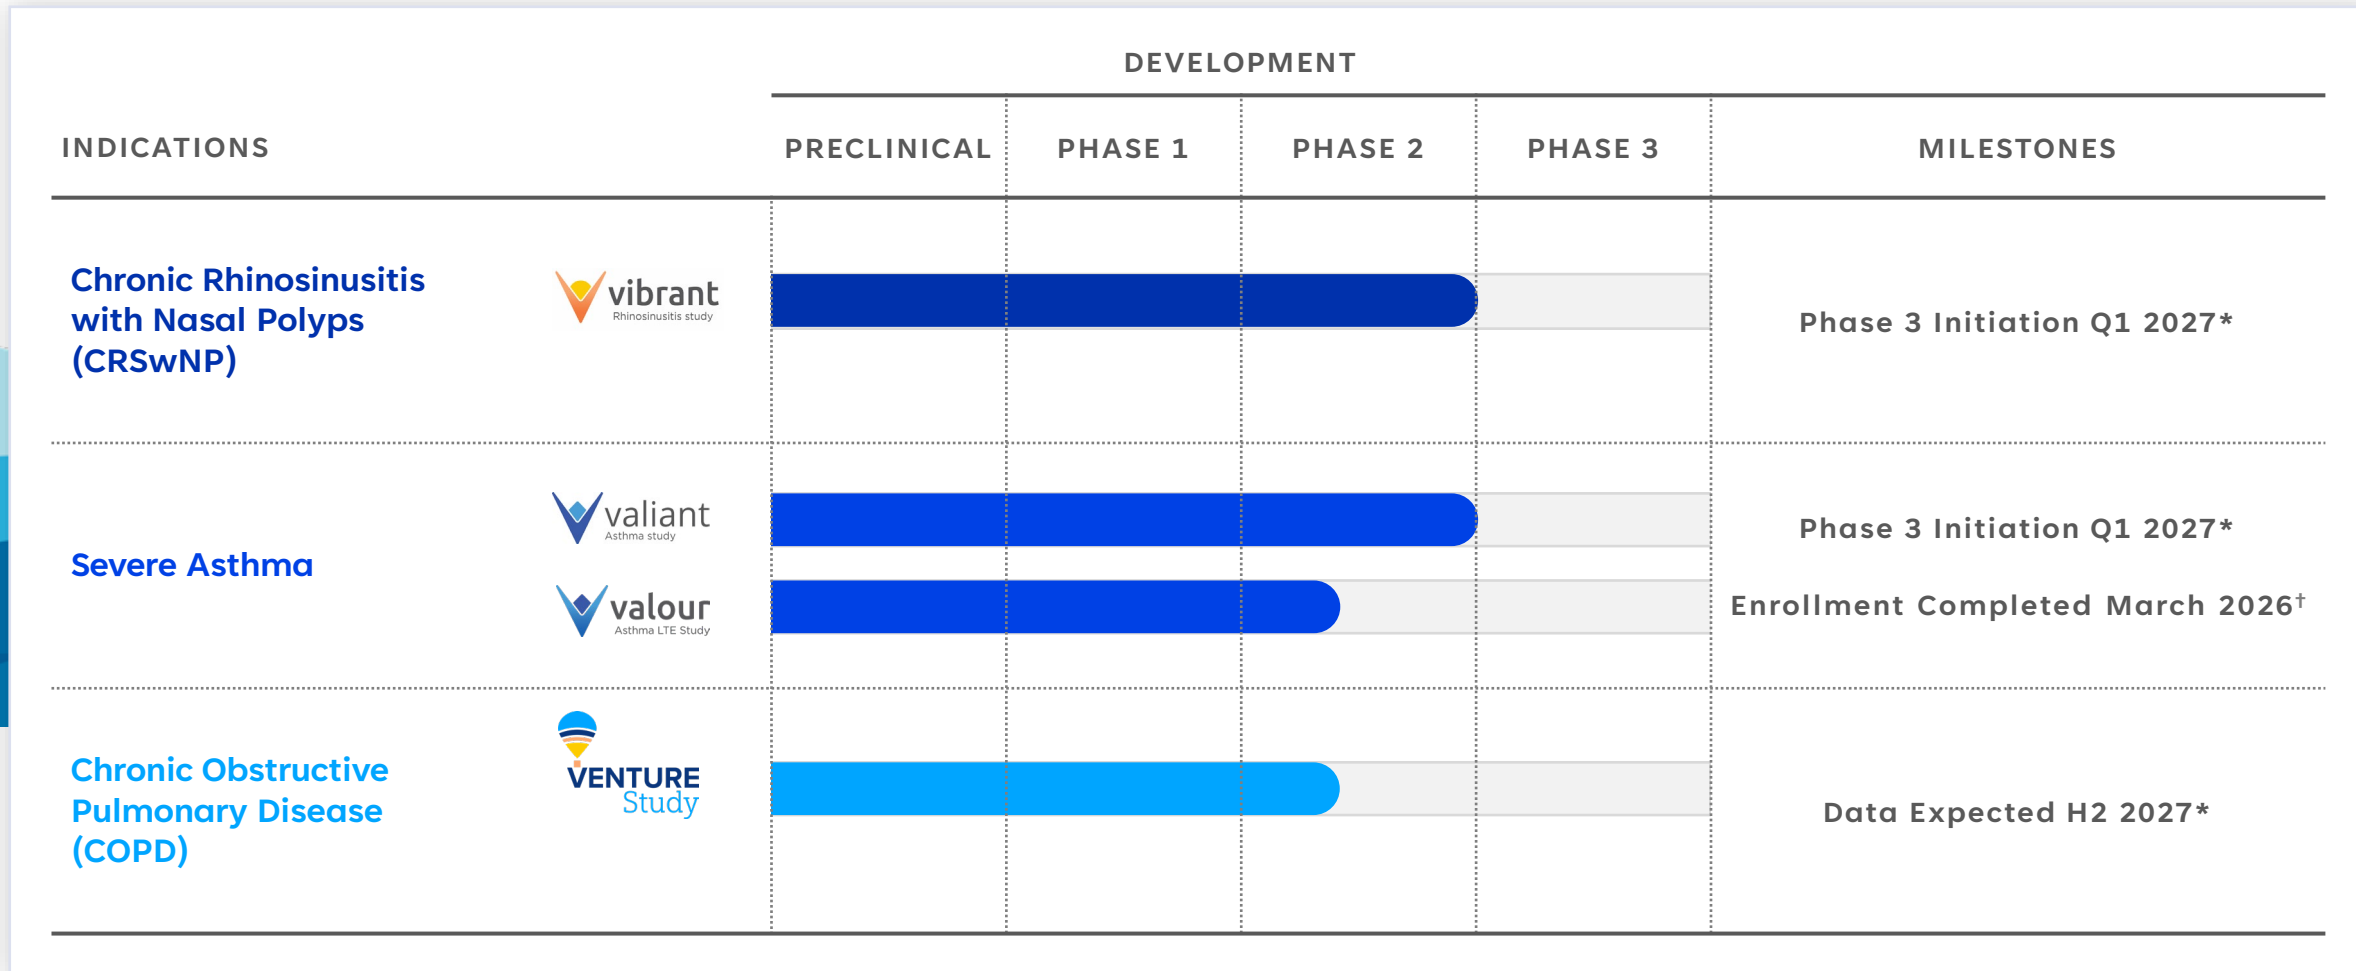 DEVELOPMENT
INDICATIONS
PRECLINICAL
PHASE 1
PHASE 2
PHASE 3
MILESTONES
Chronic Rhinosinusitis
with Nasal Polyps
(CRSwNP)
vibrant
Rhinosinusitis study
Phase 3 Initiation Q1 2027*
Severe Asthma
valiant
Asthma study
Phase 3 Initiation Q1 2027*
valour
Asthma LTE Study
Enrollment Completed March 2026†
Chronic Obstructive
Pulmonary Disease
(COPD)
VENTURE
Study
Data Expected H2 2027*